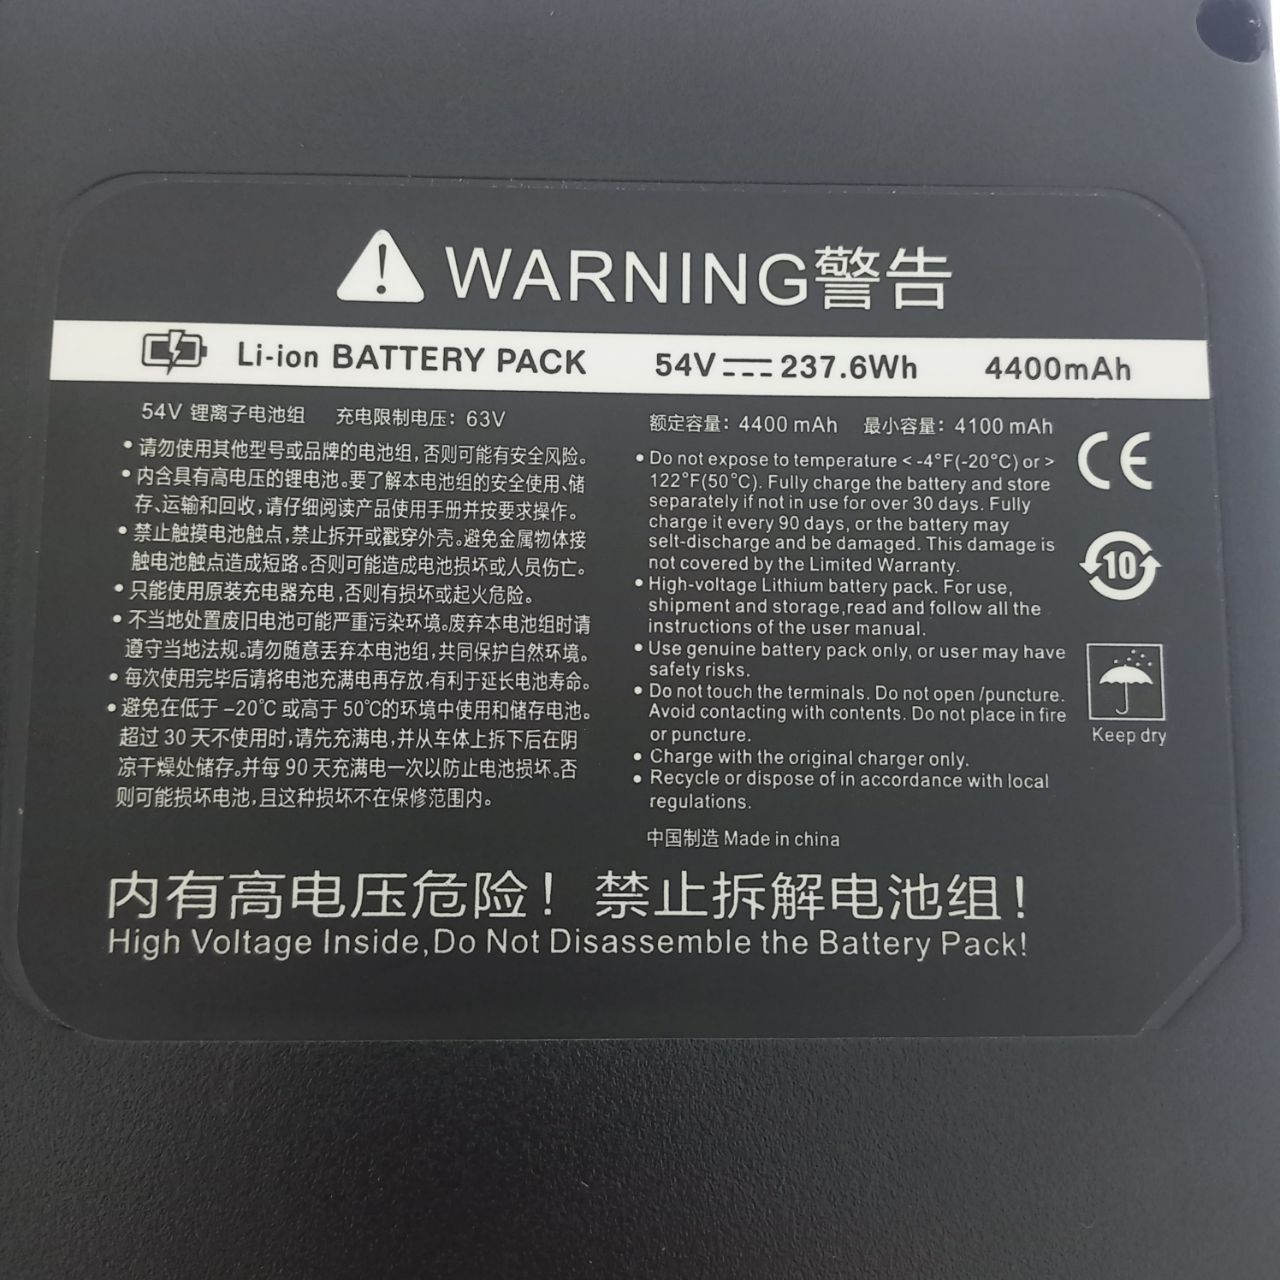 WARNING警告
Li-ion BATTERY PACK 54V 237.6Wh 4400mAh
54V 锂离子电池组 充电限制电压: 63V
•请勿使用其他型号或品牌的电池组,否则可能有安全风险。
•内含具有高电压的锂电池。要了解本电池组的安全使用、储
存、运输和回收,请仔细阅读产品使用手册并按要求操作。
•禁止触摸电池触点,禁止拆开或戳穿外壳。避免金属物体接
触电池触点造成短路。否则可能造成电池损坏或人员伤亡。
•只能使用原装充电器充电,否则有损坏或起火危险。
•不当地处置废旧电池可能严重污染环境。废弃本电池组时请
遵守当地法规。请勿随意丢弃本电池组,共同保护自然环境。
•每次使用完毕后请将电池充满电再存放,有利于延长电池寿命。
•避免在低于 –20℃ 或高于 50℃的环境中使用和储存电池。
超过 30 天不使用时,请先充满电,并从车体上拆下后在阴
凉干燥处储存。并每 90 天充满电一次以防止电池损坏。否
则可能损坏电池,且这种损坏不在保修范围内。
额定容量: 4400 mAh 最小容量: 4100 mAh
•Do not expose to temperature < -4°F(-20°C) or >
122°F(50°C). Fully charge the battery and store
separately if not in use for over 30 days. Fully
charge it every 90 days, or the battery may
self-discharge and be damaged. This damage is
not covered by the Limited Warranty.
•High-voltage Lithium battery pack. For use,
shipment and storage,read and follow all the
instructions of the user manual.
•Use genuine battery pack only, or user may have
safety risks.
•Do not touch the terminals. Do not open /puncture.
Avoid contacting with contents. Do not place in fire
or puncture.
•Charge with the original charger only.
•Recycle or dispose of in accordance with local
regulations.
中国制造 Made in china
CE
10
Keep dry
内有高电压危险！禁止拆解电池组！
High Voltage Inside,Do Not Disassemble the Battery Pack!